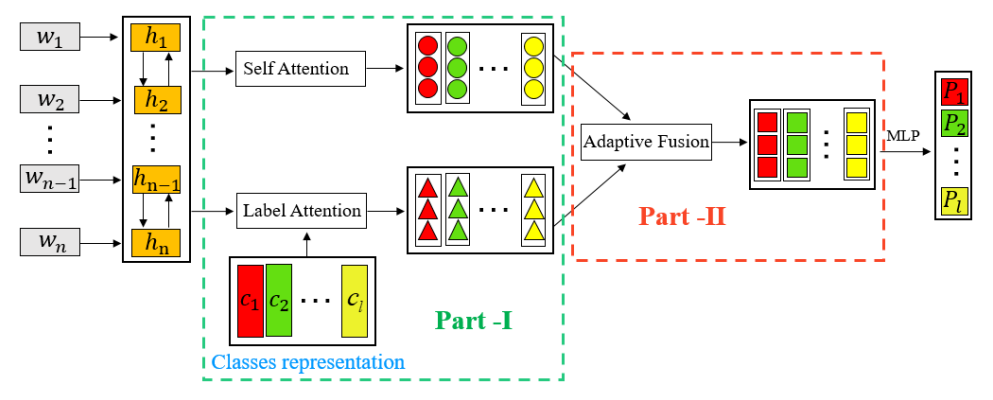 w₁
w₂
wₙ₋₁
wₙ
h₁
h₂
hₙ₋₁
hₙ
Self Attention
Label Attention
c₁ c₂ ··· cₗ
Classes representation
Part -I
Adaptive Fusion
Part -II
MLP
P₁
P₂
Pₗ